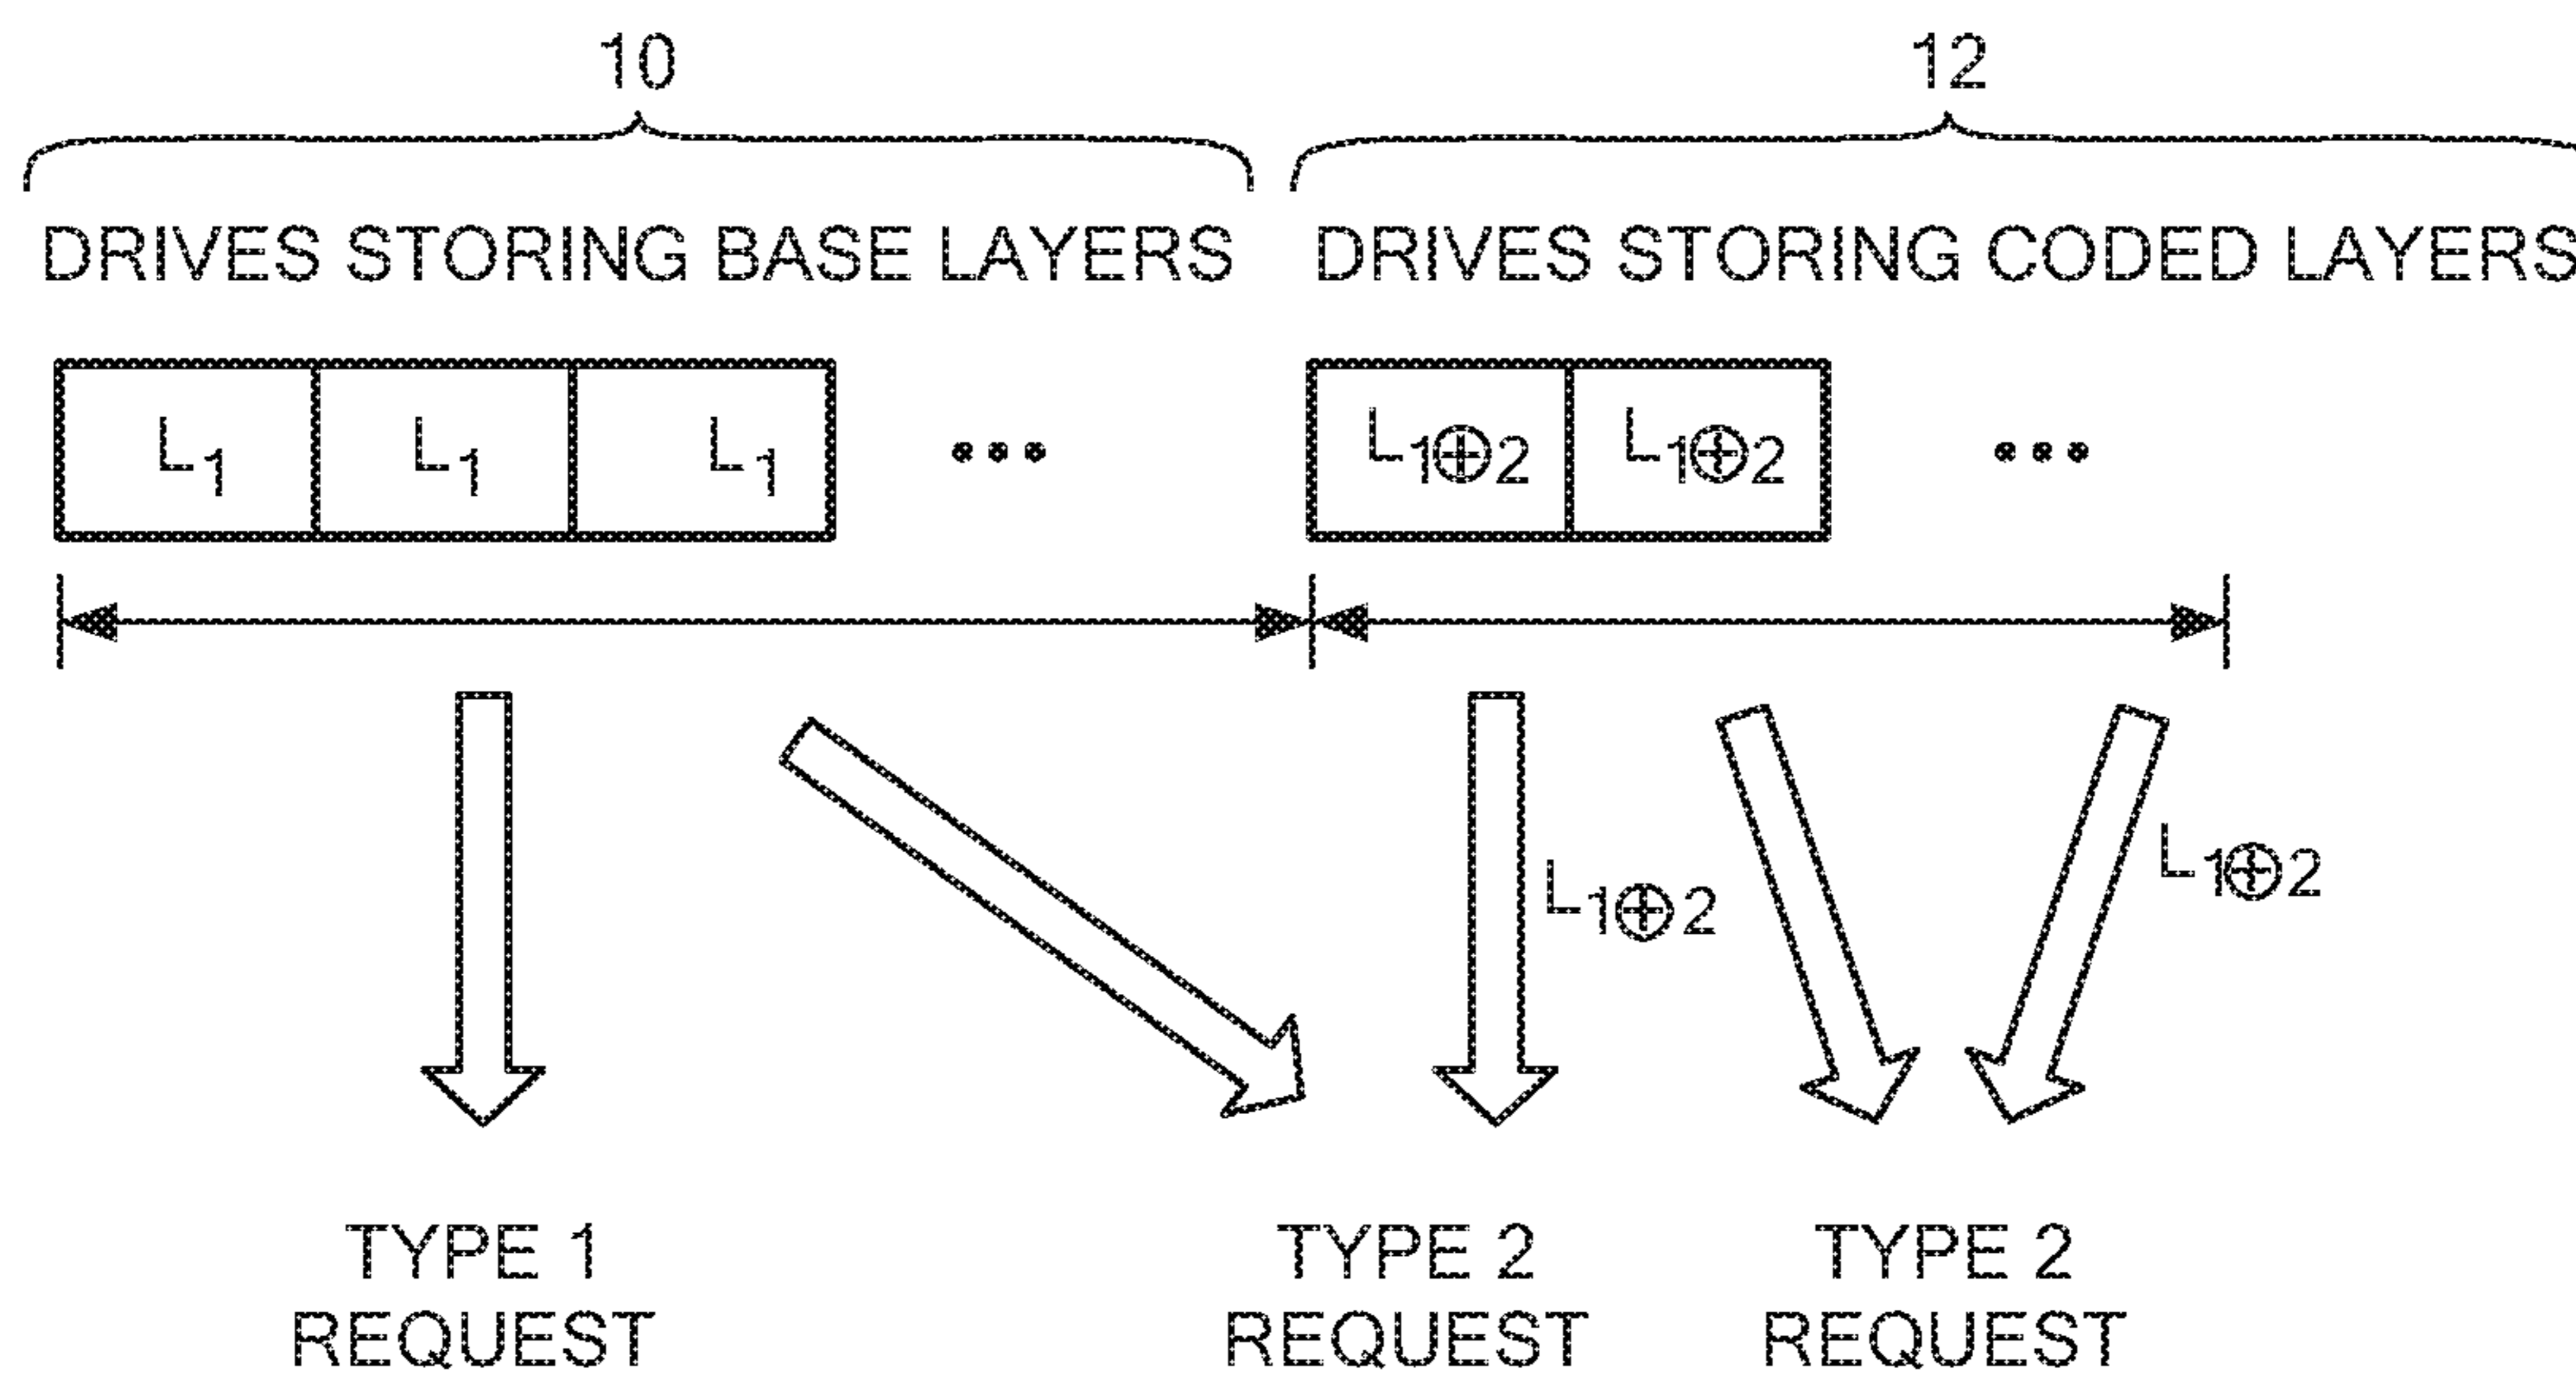 10 12
DRIVES STORING BASE LAYERS DRIVES STORING CODED LAYERS
L₁ L₁ L₁ ••• L₁⊕₂ L₁⊕₂ •••
L₁⊕₂ L₁⊕₂
TYPE 1 TYPE 2 TYPE 2
REQUEST REQUEST REQUEST